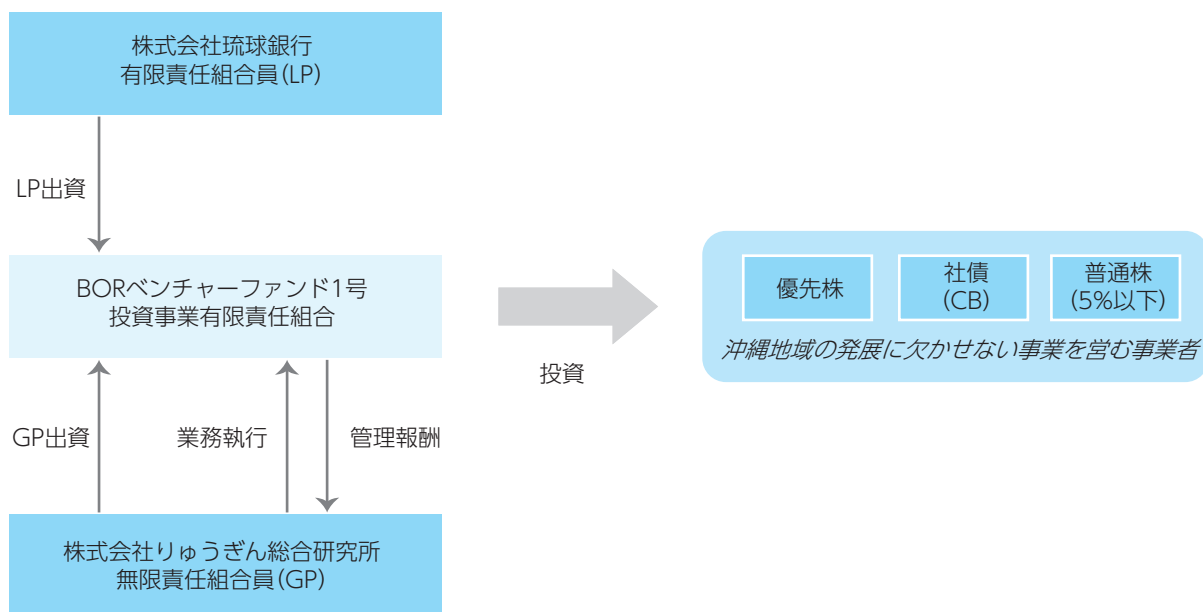 株式会社琉球銀行
有限責任組合員(LP)
LP出資
BORベンチャーファンド1号
投資事業有限責任組合
投資
優先株
社債
(CB)
普通株
(5%以下)
沖縄地域の発展に欠かせない事業を営む事業者
GP出資
業務執行
管理報酬
株式会社りゅうぎん総合研究所
無限責任組合員(GP)